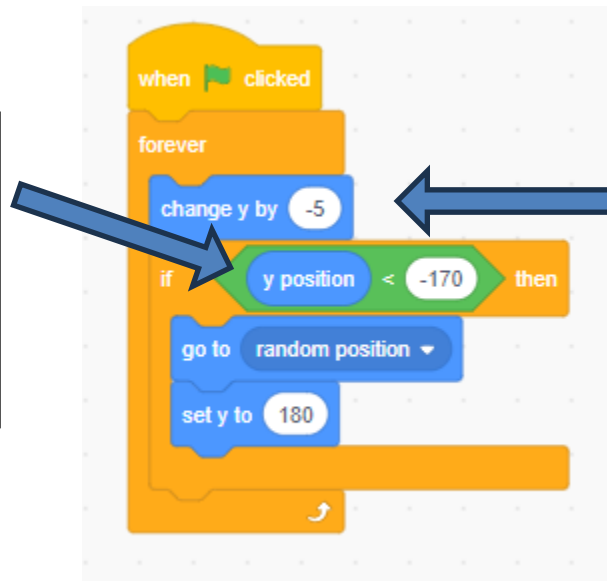 when clicked
forever
change y by -5
if y position < -170 then
go to random position
set y to 180